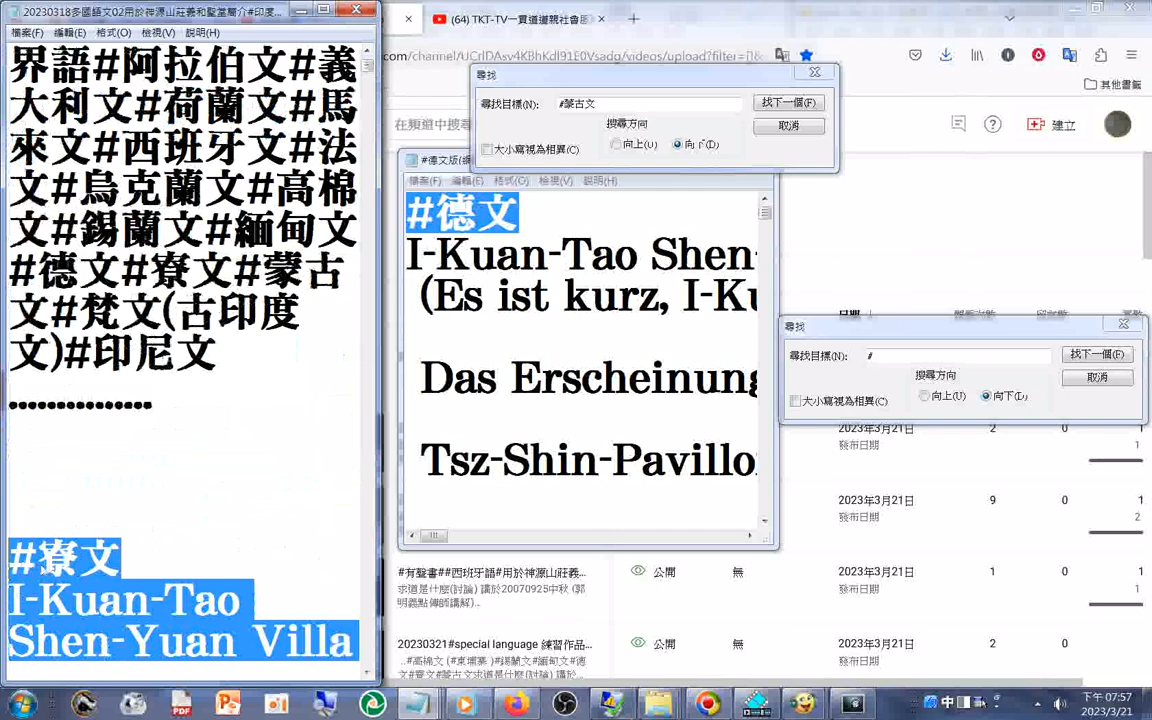 20230318多國語文02用於神源山莊義和聖堂簡介#印度...
檔案(F) 編輯(E) 格式(O) 檢視(V) 說明(H)
界語#阿拉伯文#義
大利文#荷蘭文#馬
來文#西班牙文#法
文#烏克蘭文#高棉
文#錫蘭文#緬甸文
#德文#寮文#蒙古
文#梵文(古印度
文)#印尼文
•••••••••••••••
#寮文
I-Kuan-Tao
Shen-Yuan Villa
(64) TKT-TV一貫道道親社會
其他書籤
建立
尋找
尋找目標(N): #蒙古文
找下一個(F)
搜尋方向
取消
大小寫視為相異(C)
向上(U) 向下(D)
檔案(F) 編輯(E) 格式(O) 檢視(V) 說明(H)
#德文
I-Kuan-Tao Shen-
(Es ist kurz, I-Ku
Das Erscheinung
Tsz-Shin-Pavillo
尋找
尋找目標(N): #
找下一個(F)
搜尋方向
取消
大小寫視為相異(C)
向上(U) 向下(D)
2023年3月21日 2 0 1
發布日期 1
2023年3月21日 9 0 1
發布日期 2
#有聲書##西班牙語#用於神源山莊義...
求道是什麼(討論) 講於20070925中秋 (郭
明義點傳師講解)...
公開 無 2023年3月21日 1 0 1
發布日期 1
20230321#special language 練習作品...
..#高棉文 (#柬埔寨 )#錫蘭文#緬甸文#德
文#寮文#蒙古文求道是什麼(討論) 講於...
公開 無 2023年3月21日 2 0
發布日期
中
下午 07:57
2023/3/21